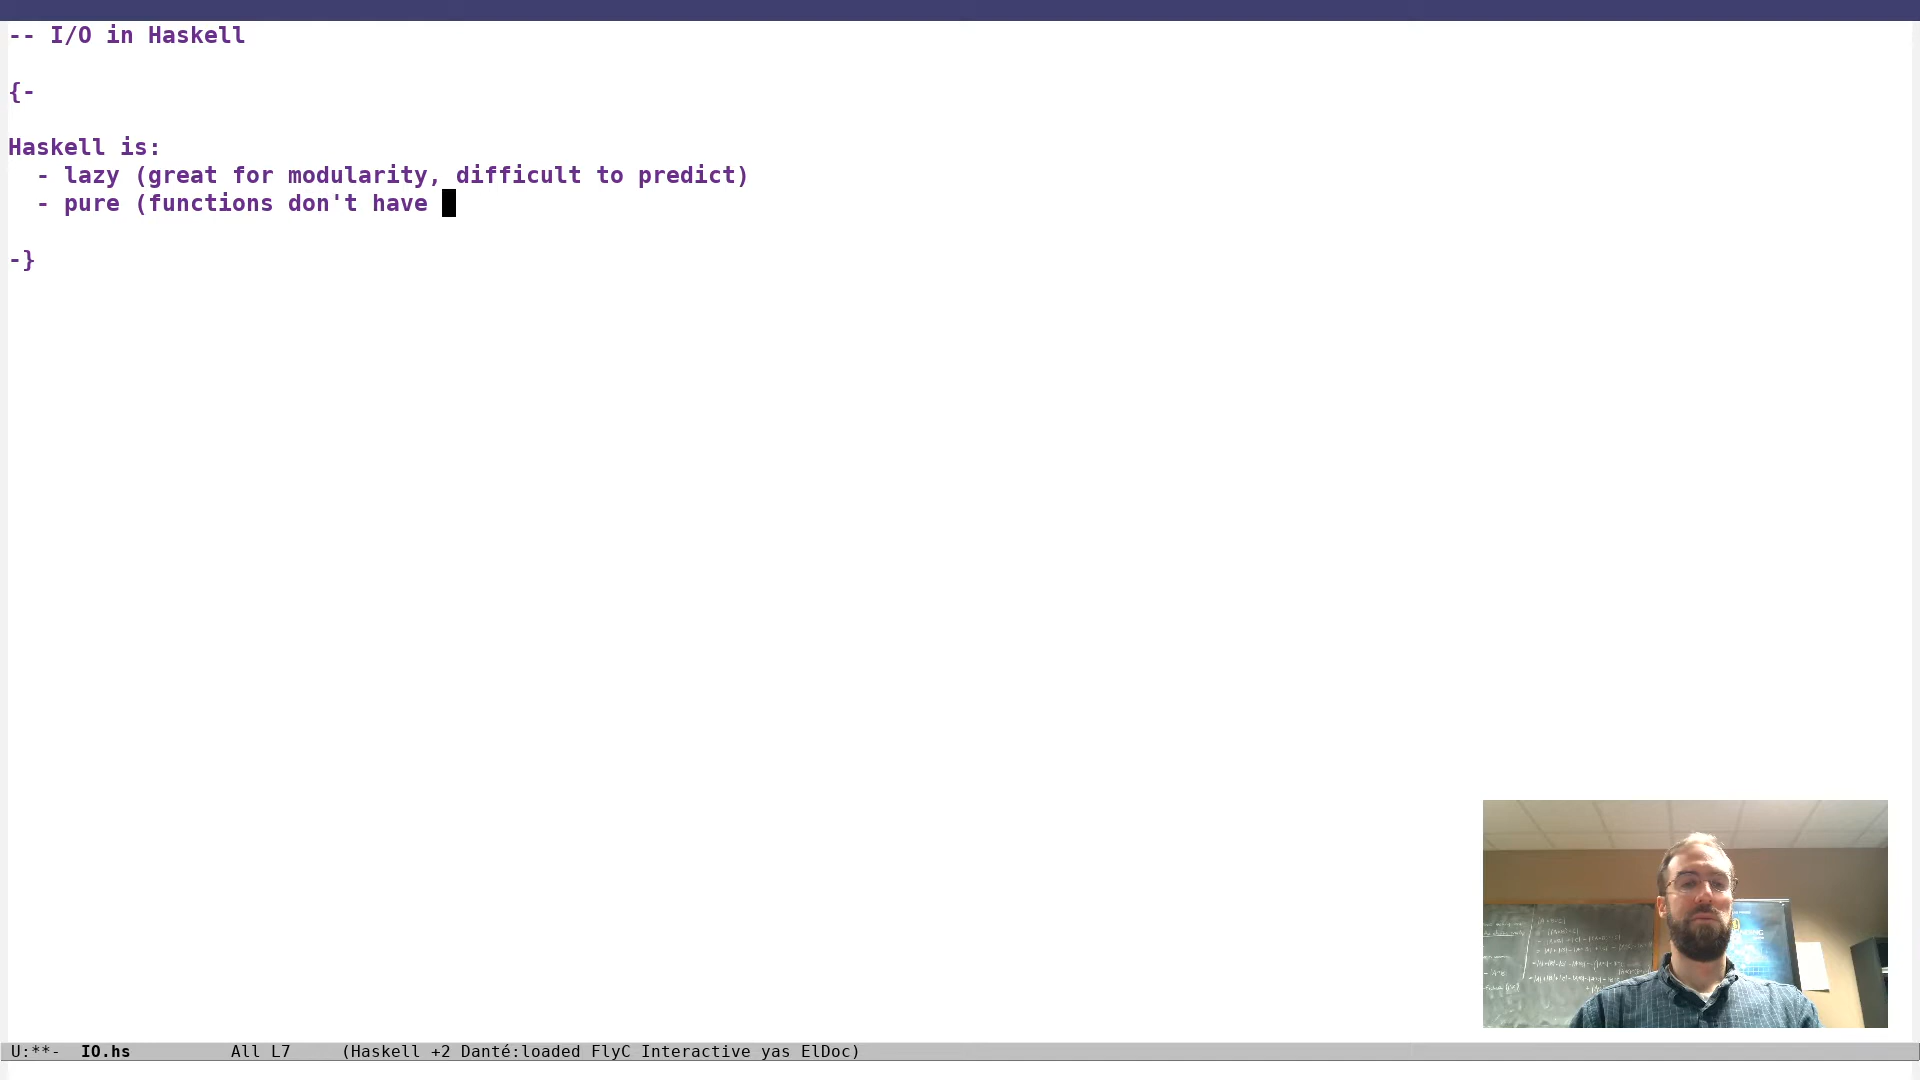 -- I/O in Haskell
{-
Haskell is:
- lazy (great for modularity, difficult to predict)
- pure (functions don't have
-}
U:**-  IO.hs          All L7     (Haskell +2 Danté:loaded FlyC Interactive yas ElDoc)